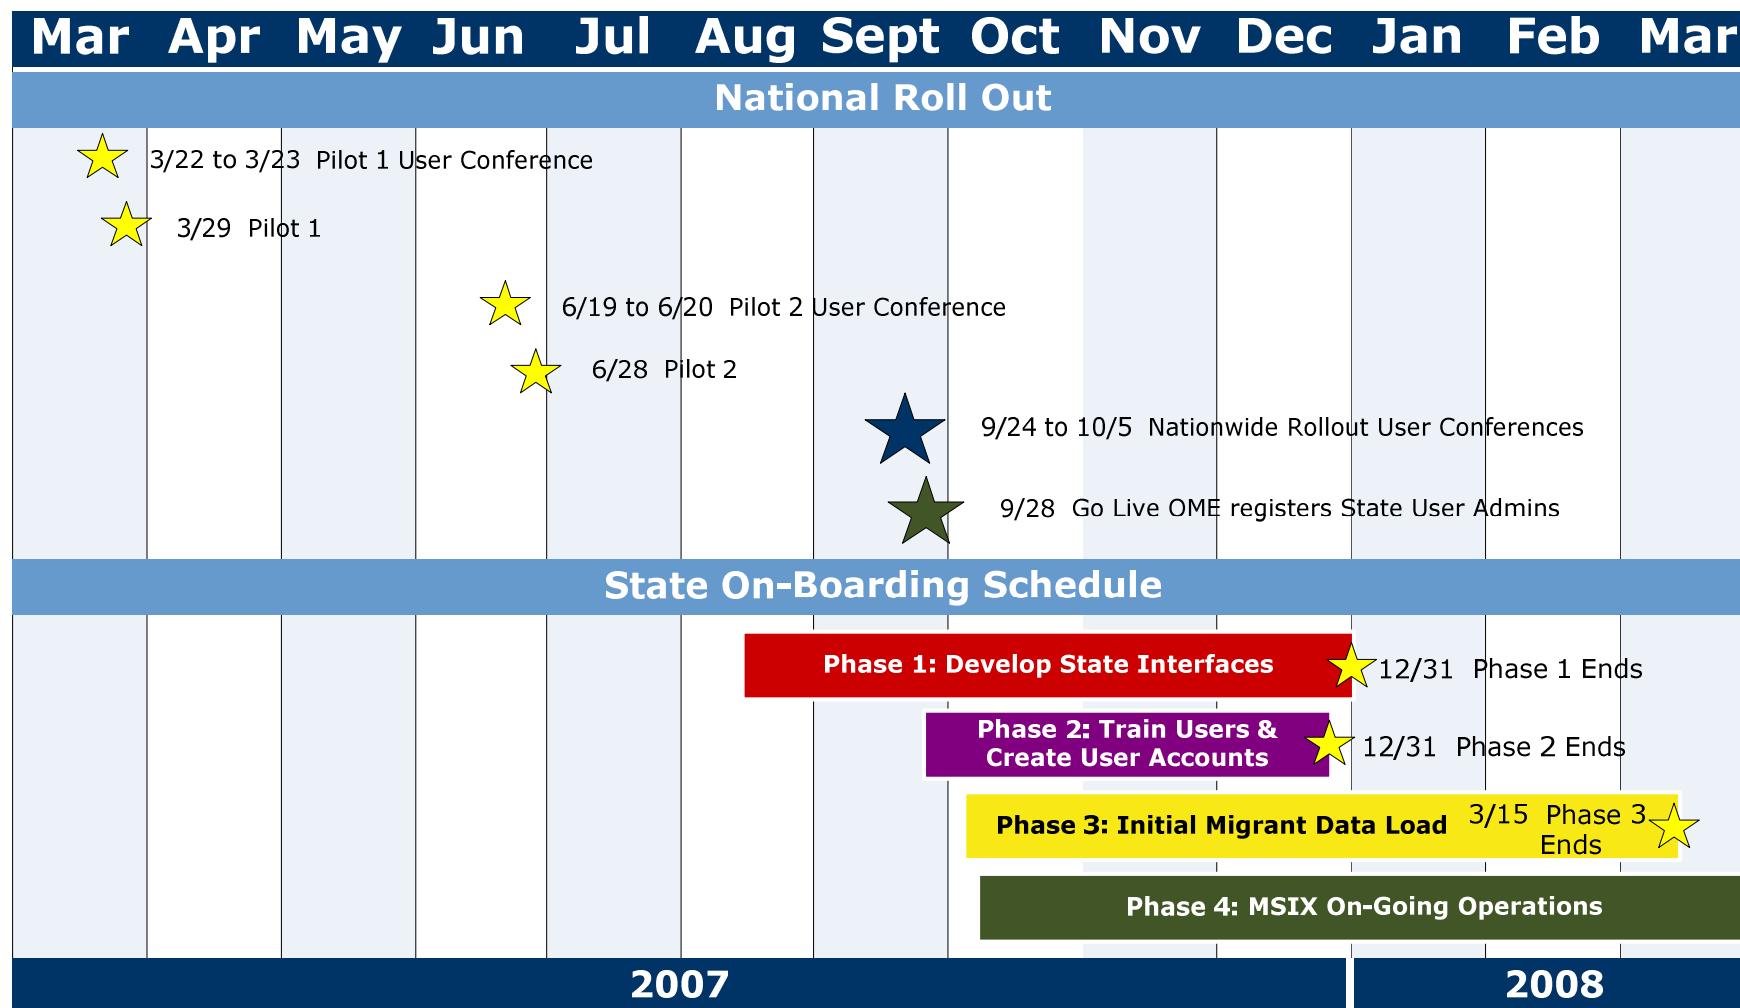 Mar Apr May Jun Jul Aug Sept Oct Nov Dec Jan Feb Mar
National Roll Out
3/22 to 3/23 Pilot 1 User Conference
3/29 Pilot 1
6/19 to 6/20 Pilot 2 User Conference
6/28 Pilot 2
9/24 to 10/5 Nationwide Rollout User Conferences
9/28 Go Live OME registers State User Admins
State On-Boarding Schedule
Phase 1: Develop State Interfaces
12/31 Phase 1 Ends
Phase 2: Train Users &
Create User Accounts
12/31 Phase 2 Ends
Phase 3: Initial Migrant Data Load
3/15 Phase 3
Ends
Phase 4: MSIX On-Going Operations
2007 2008